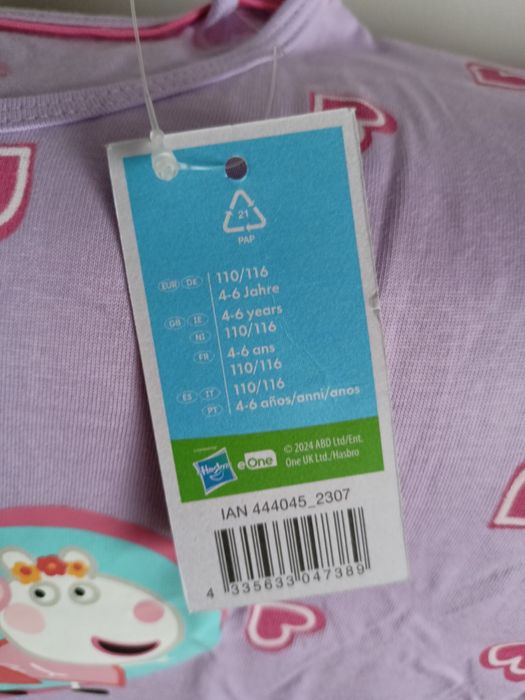 21
PAP
EUR DE 110/116
4-6 Jahre
GB IE 4-6 years
NI 110/116
FR 4-6 ans
110/116
ES IT 110/116
PT 4-6 años/anni/anos
Hasbro eOne © 2024 ABD Ltd/Ent.
One UK Ltd./Hasbro
IAN 444045_2307
4 335633 047389